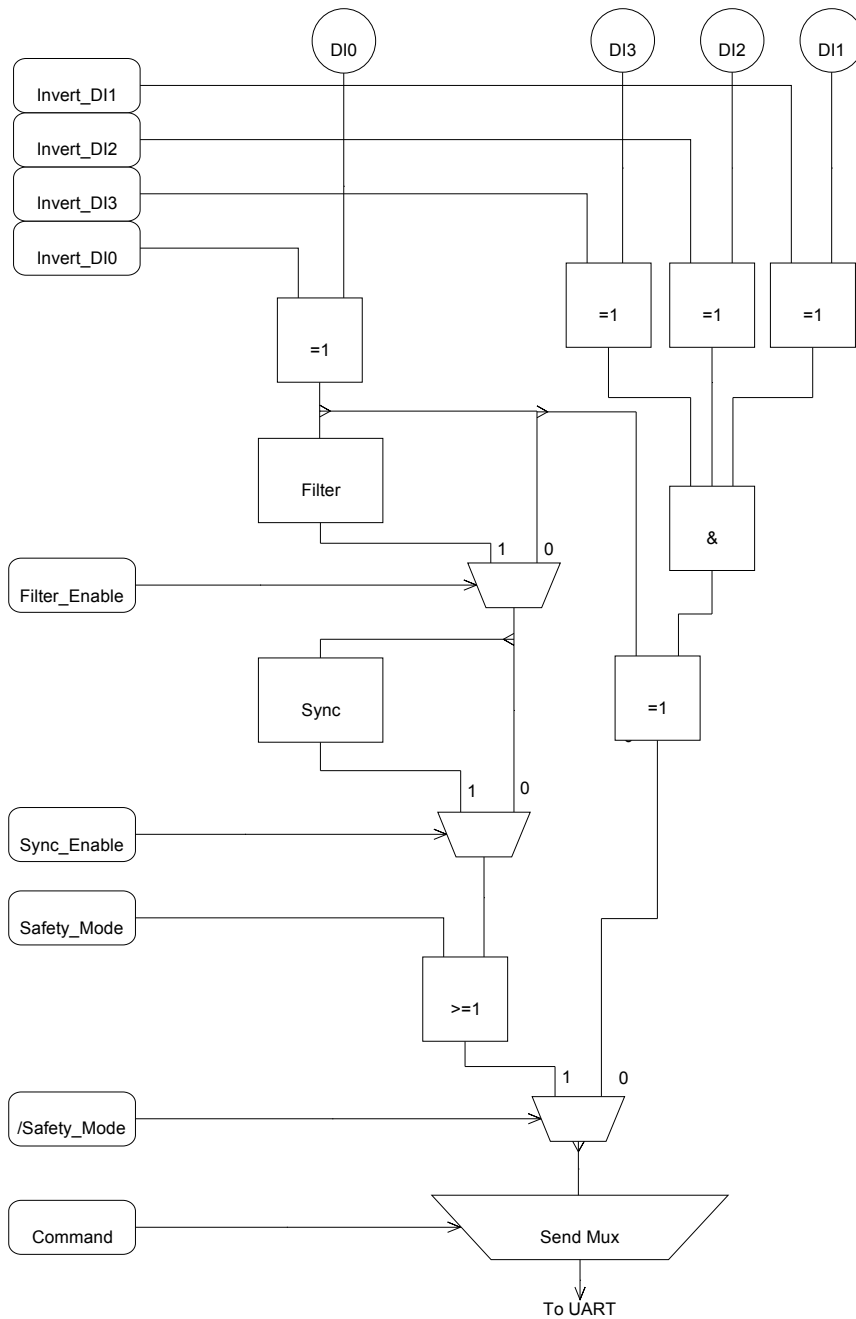 DI0
DI3
DI2
DI1
Invert_DI1
Invert_DI2
Invert_DI3
Invert_DI0
=1
=1
=1
=1
Filter
&
1
0
Filter_Enable
Sync
=1
1
0
Sync_Enable
Safety_Mode
>=1
1
0
/Safety_Mode
Command
Send Mux
To UART